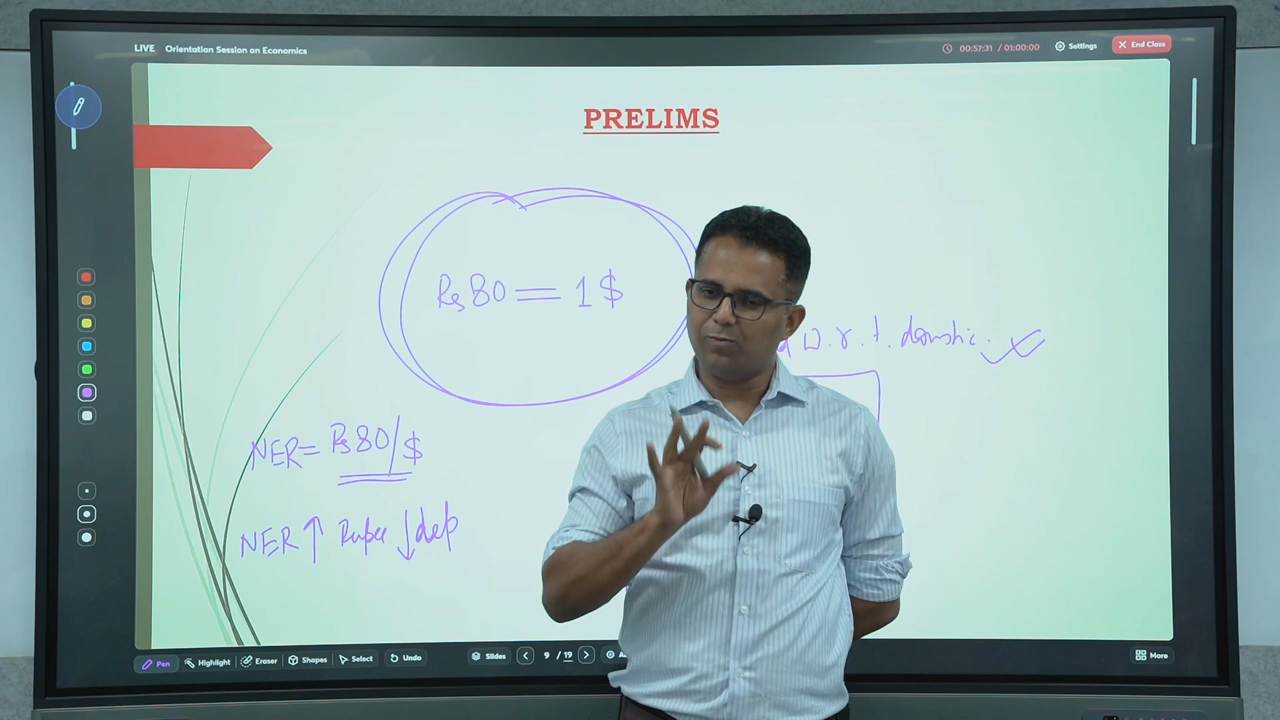 LIVE Orientation Session on Economics
00:57:31 / 01:00:00 Settings End Class
PRELIMS
Rs 80 = 1 $
w.r.t. domestic.
NER = Rs 80/$
NER ↑ Rupee ↓ dep
Pen Highlight Eraser Shapes Select Undo Slides 9 / 19 More